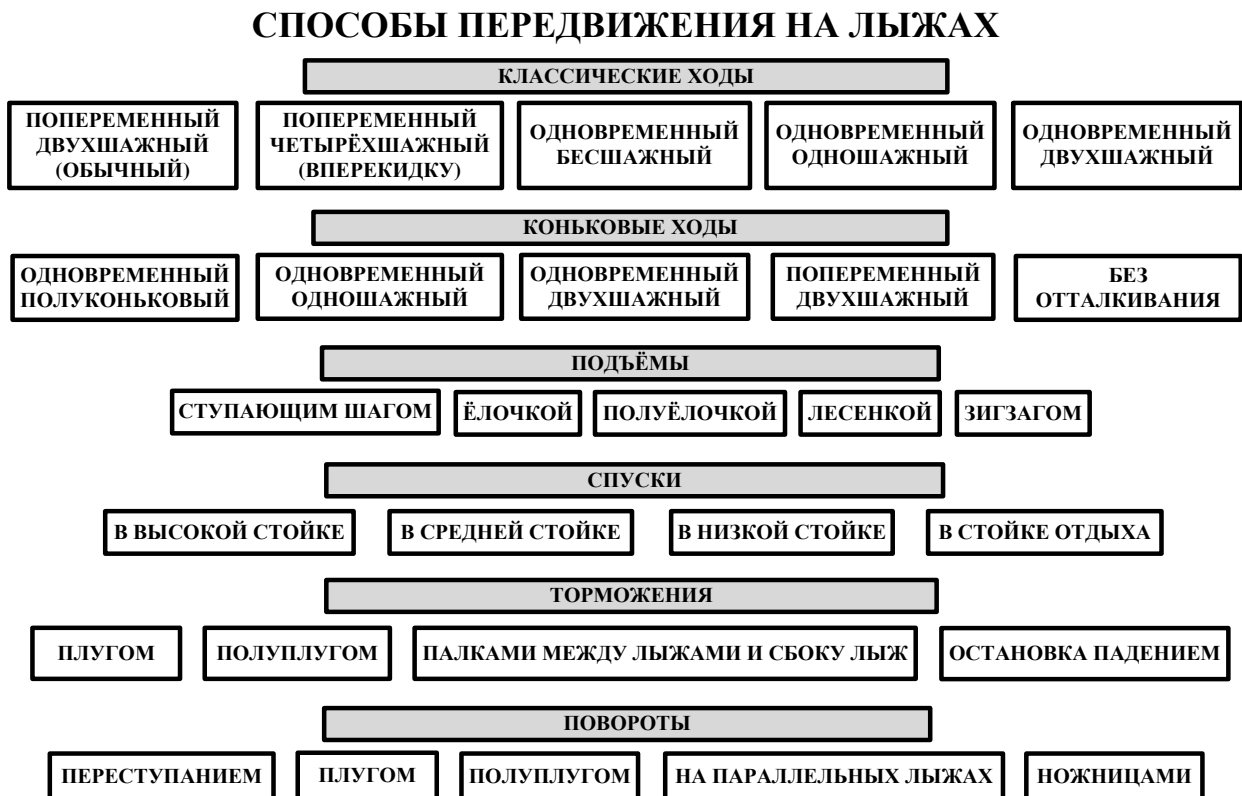 СПОСОБЫ ПЕРЕДВИЖЕНИЯ НА ЛЫЖАХ
КЛАССИЧЕСКИЕ ХОДЫ
ПОПЕРЕМЕННЫЙ
ДВУХШАЖНЫЙ
(ОБЫЧНЫЙ)
ПОПЕРЕМЕННЫЙ
ЧЕТЫРЁХШАЖНЫЙ
(ВПЕРЕКИДКУ)
ОДНОВРЕМЕННЫЙ
БЕСШАЖНЫЙ
ОДНОВРЕМЕННЫЙ
ОДНОШАЖНЫЙ
ОДНОВРЕМЕННЫЙ
ДВУХШАЖНЫЙ
КОНЬКОВЫЕ ХОДЫ
ОДНОВРЕМЕННЫЙ
ПОЛУКОНЬКОВЫЙ
ОДНОВРЕМЕННЫЙ
ОДНОШАЖНЫЙ
ОДНОВРЕМЕННЫЙ
ДВУХШАЖНЫЙ
ПОПЕРЕМЕННЫЙ
ДВУХШАЖНЫЙ
БЕЗ
ОТТАЛКИВАНИЯ
ПОДЪЁМЫ
СТУПАЮЩИМ ШАГОМ
ЁЛОЧКОЙ
ПОЛУЁЛОЧКОЙ
ЛЕСЕНКОЙ
ЗИГЗАГОМ
СПУСКИ
В ВЫСОКОЙ СТОЙКЕ
В СРЕДНЕЙ СТОЙКЕ
В НИЗКОЙ СТОЙКЕ
В СТОЙКЕ ОТДЫХА
ТОРМОЖЕНИЯ
ПЛУГОМ
ПОЛУПЛУГОМ
ПАЛКАМИ МЕЖДУ ЛЫЖАМИ И СБОКУ ЛЫЖ
ОСТАНОВКА ПАДЕНИЕМ
ПОВОРОТЫ
ПЕРЕСТУПАНИЕМ
ПЛУГОМ
ПОЛУПЛУГОМ
НА ПАРАЛЛЕЛЬНЫХ ЛЫЖАХ
НОЖНИЦАМИ